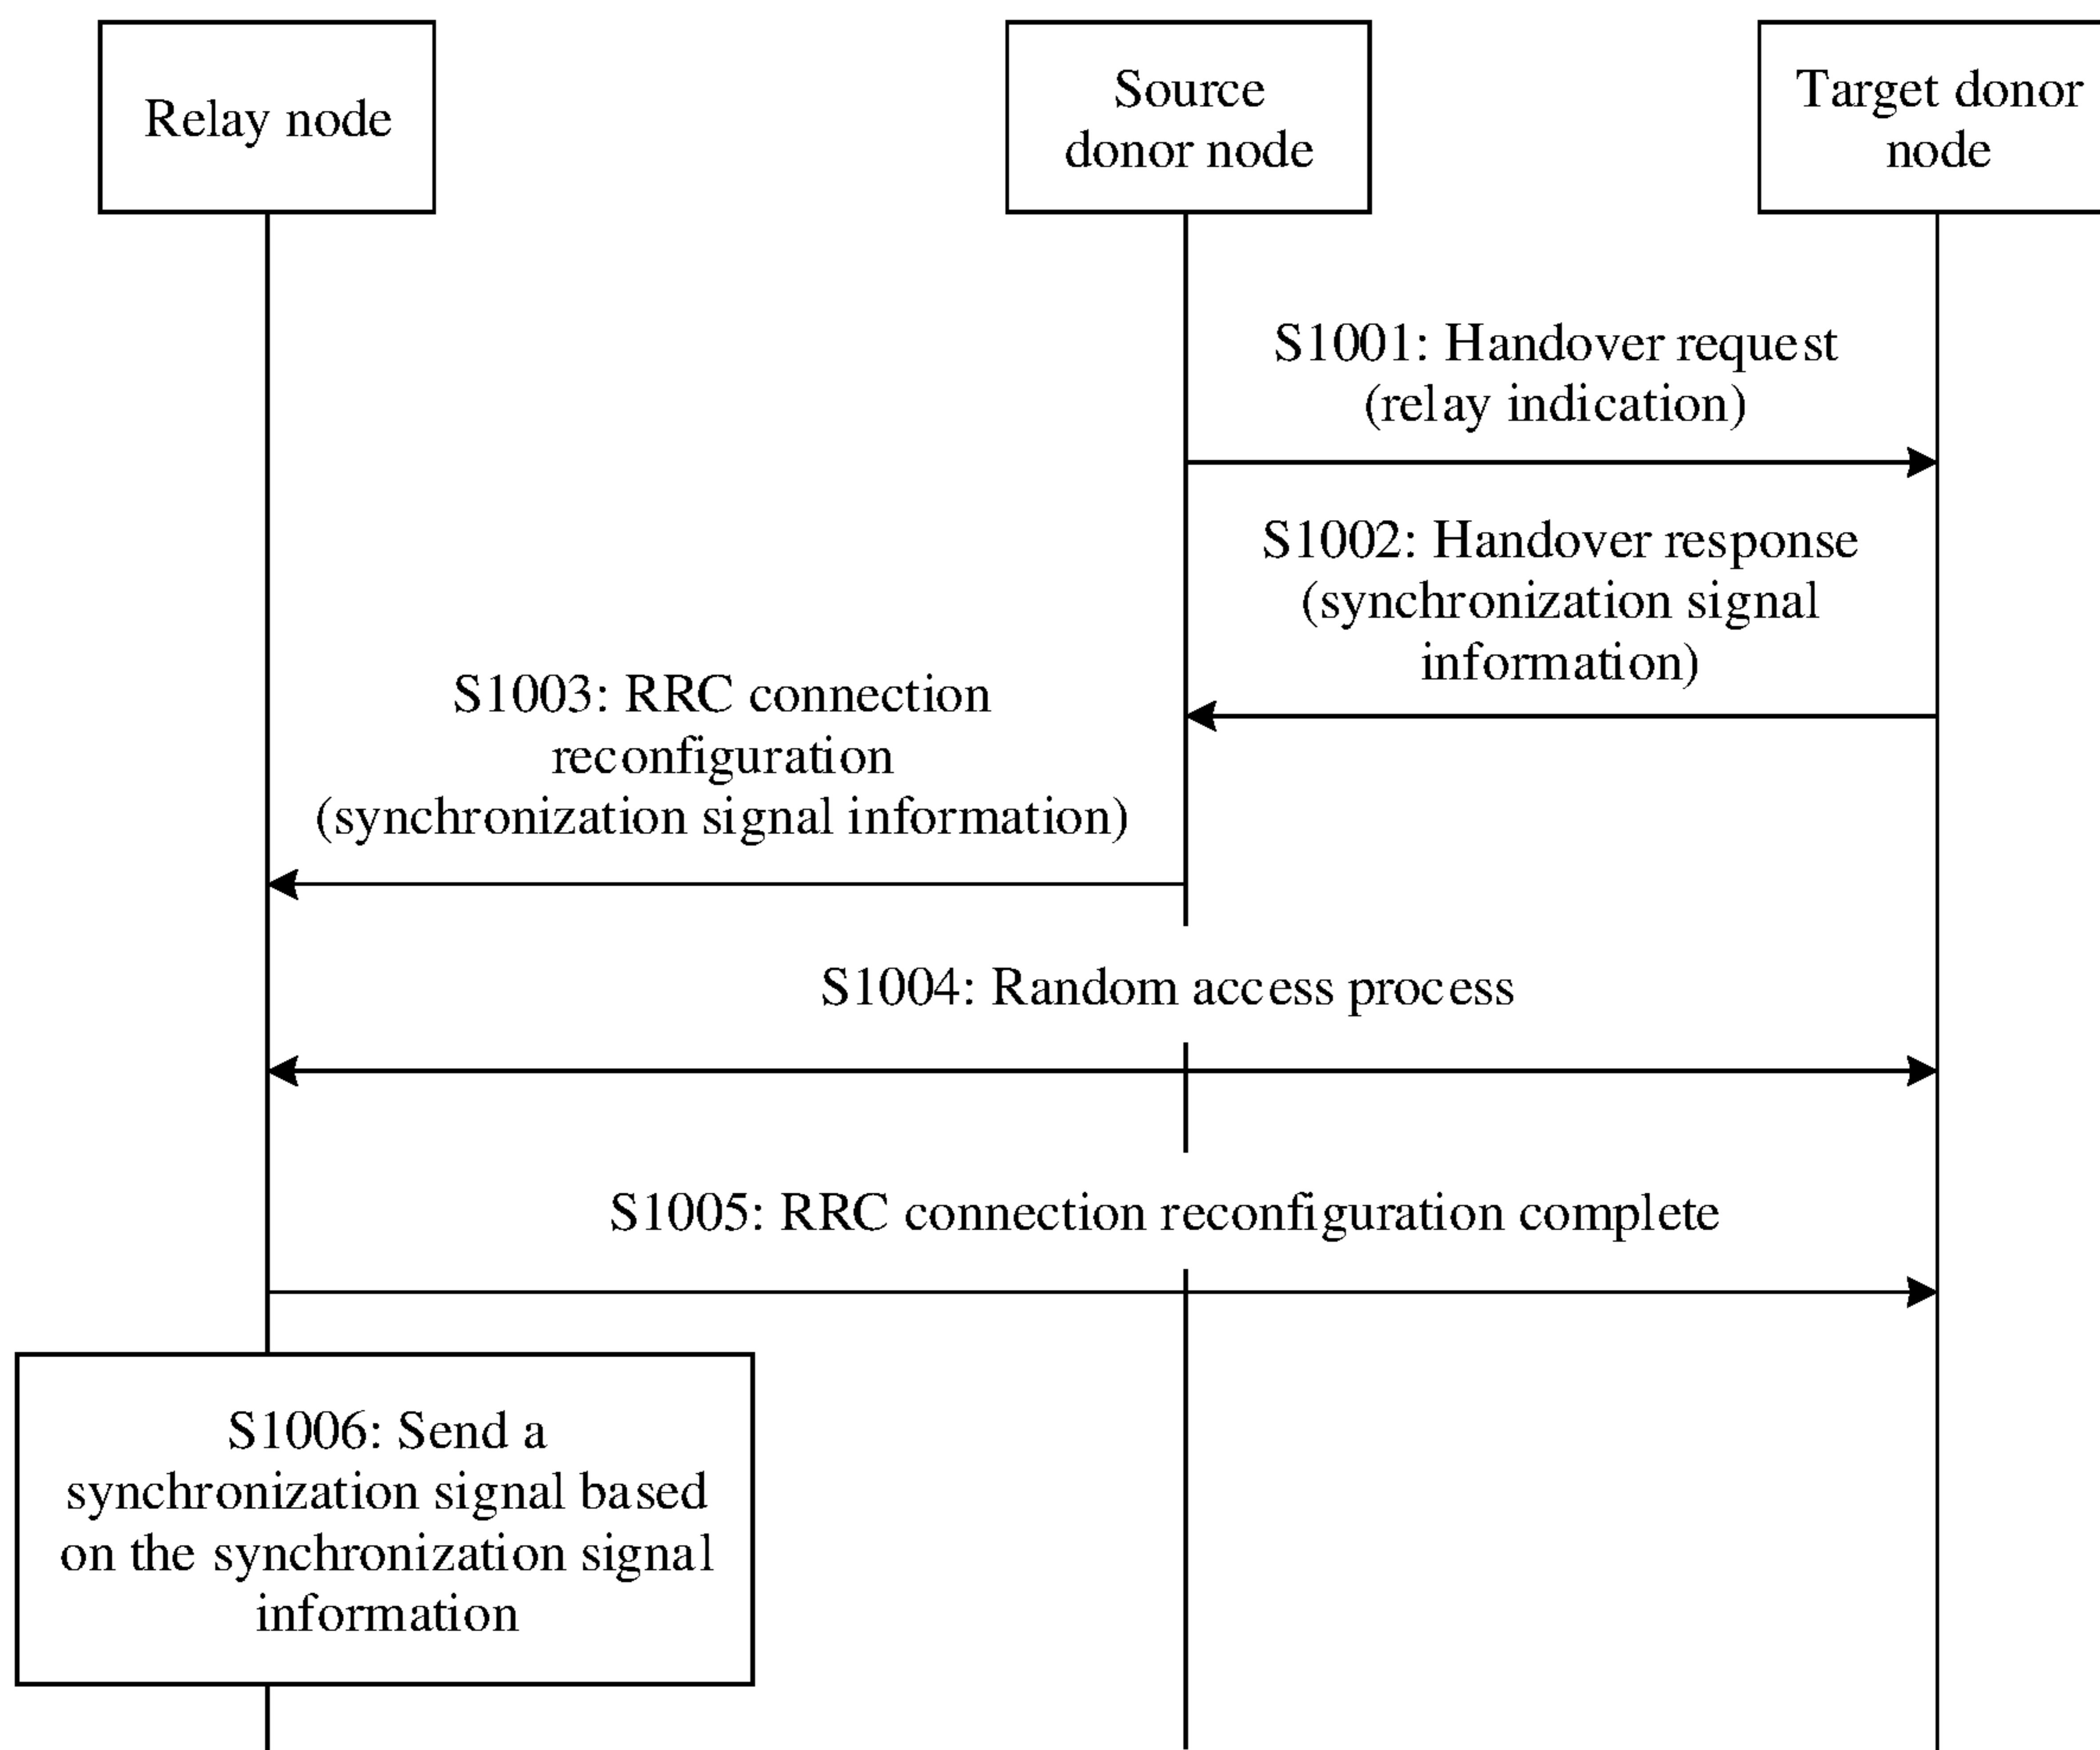 Relay node
Source
donor node
Target donor
node
S1001: Handover request
(relay indication)
S1002: Handover response
(synchronization signal
information)
S1003: RRC connection
reconfiguration
(synchronization signal information)
S1004: Random access process
S1005: RRC connection reconfiguration complete
S1006: Send a
synchronization signal based
on the synchronization signal
information